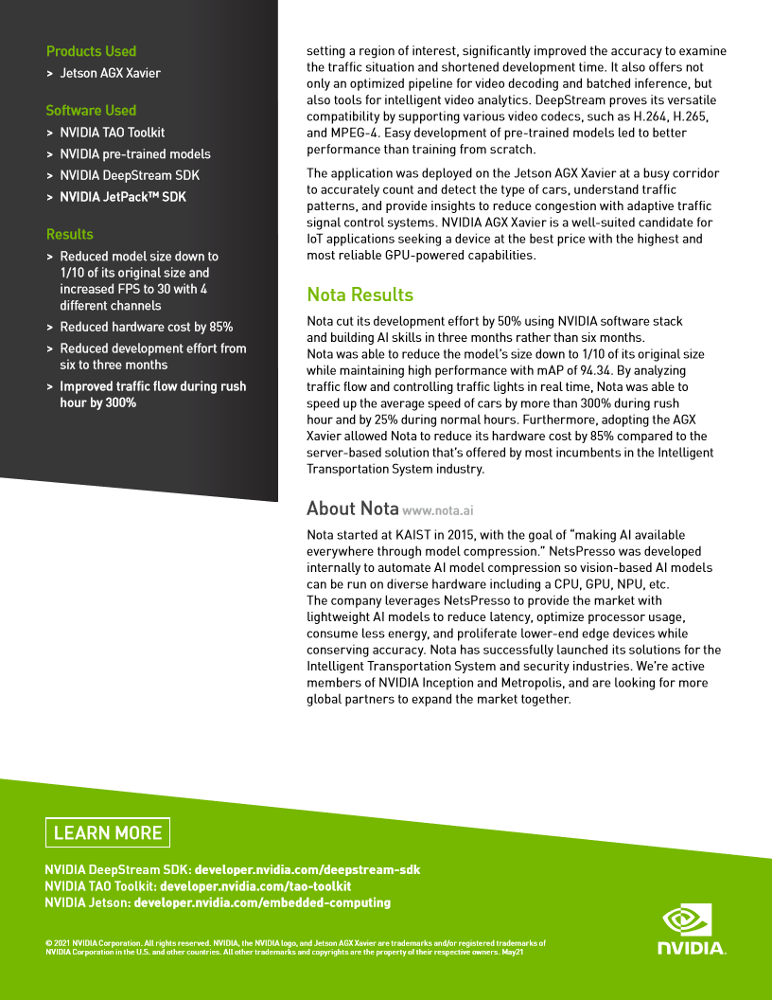 Products Used
> Jetson AGX Xavier
Software Used
> NVIDIA TAO Toolkit
> NVIDIA pre-trained models
> NVIDIA DeepStream SDK
> NVIDIA JetPack™ SDK
Results
> Reduced model size down to
1/10 of its original size and
increased FPS to 30 with 4
different channels
> Reduced hardware cost by 85%
> Reduced development effort from
six to three months
> Improved traffic flow during rush
hour by 300%
setting a region of interest, significantly improved the accuracy to examine
the traffic situation and shortened development time. It also offers not
only an optimized pipeline for video decoding and batched inference, but
also tools for intelligent video analytics. DeepStream proves its versatile
compatibility by supporting various video codecs, such as H.264, H.265,
and MPEG-4. Easy development of pre-trained models led to better
performance than training from scratch.
The application was deployed on the Jetson AGX Xavier at a busy corridor
to accurately count and detect the type of cars, understand traffic
patterns, and provide insights to reduce congestion with adaptive traffic
signal control systems. NVIDIA AGX Xavier is a well-suited candidate for
IoT applications seeking a device at the best price with the highest and
most reliable GPU-powered capabilities.
Nota Results
Nota cut its development effort by 50% using NVIDIA software stack
and building AI skills in three months rather than six months.
Nota was able to reduce the model's size down to 1/10 of its original size
while maintaining high performance with mAP of 94.34. By analyzing
traffic flow and controlling traffic lights in real time, Nota was able to
speed up the average speed of cars by more than 300% during rush
hour and by 25% during normal hours. Furthermore, adopting the AGX
Xavier allowed Nota to reduce its hardware cost by 85% compared to the
server-based solution that's offered by most incumbents in the Intelligent
Transportation System industry.
About Nota www.nota.ai
Nota started at KAIST in 2015, with the goal of “making AI available
everywhere through model compression.” NetsPresso was developed
internally to automate AI model compression so vision-based AI models
can be run on diverse hardware including a CPU, GPU, NPU, etc.
The company leverages NetsPresso to provide the market with
lightweight AI models to reduce latency, optimize processor usage,
consume less energy, and proliferate lower-end edge devices while
conserving accuracy. Nota has successfully launched its solutions for the
Intelligent Transportation System and security industries. We're active
members of NVIDIA Inception and Metropolis, and are looking for more
global partners to expand the market together.
LEARN MORE
NVIDIA DeepStream SDK: developer.nvidia.com/deepstream-sdk
NVIDIA TAO Toolkit: developer.nvidia.com/tao-toolkit
NVIDIA Jetson: developer.nvidia.com/embedded-computing
© 2021 NVIDIA Corporation. All rights reserved. NVIDIA, the NVIDIA logo, and Jetson AGX Xavier are trademarks and/or registered trademarks of
NVIDIA Corporation in the U.S. and other countries. All other trademarks and copyrights are the property of their respective owners. May21
NVIDIA.